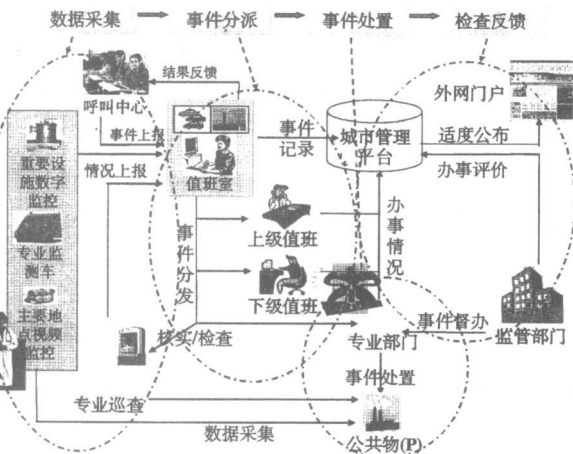 数据采集 事件分派 事件处置 检查反馈
结果反馈
外网门户
呼叫中心
事件上报
事件
记录
城市管理
平台
适度公布
重要设
施数字
监控
情况上报
值班室
办事评价
上级值班
办事情况
事件分发
专业监
测车
下级值班
主要地
点视频
监控
核实/检查
专业部门
事件督办
监管部门
事件处置
专业巡查
数据采集
公共物(P)